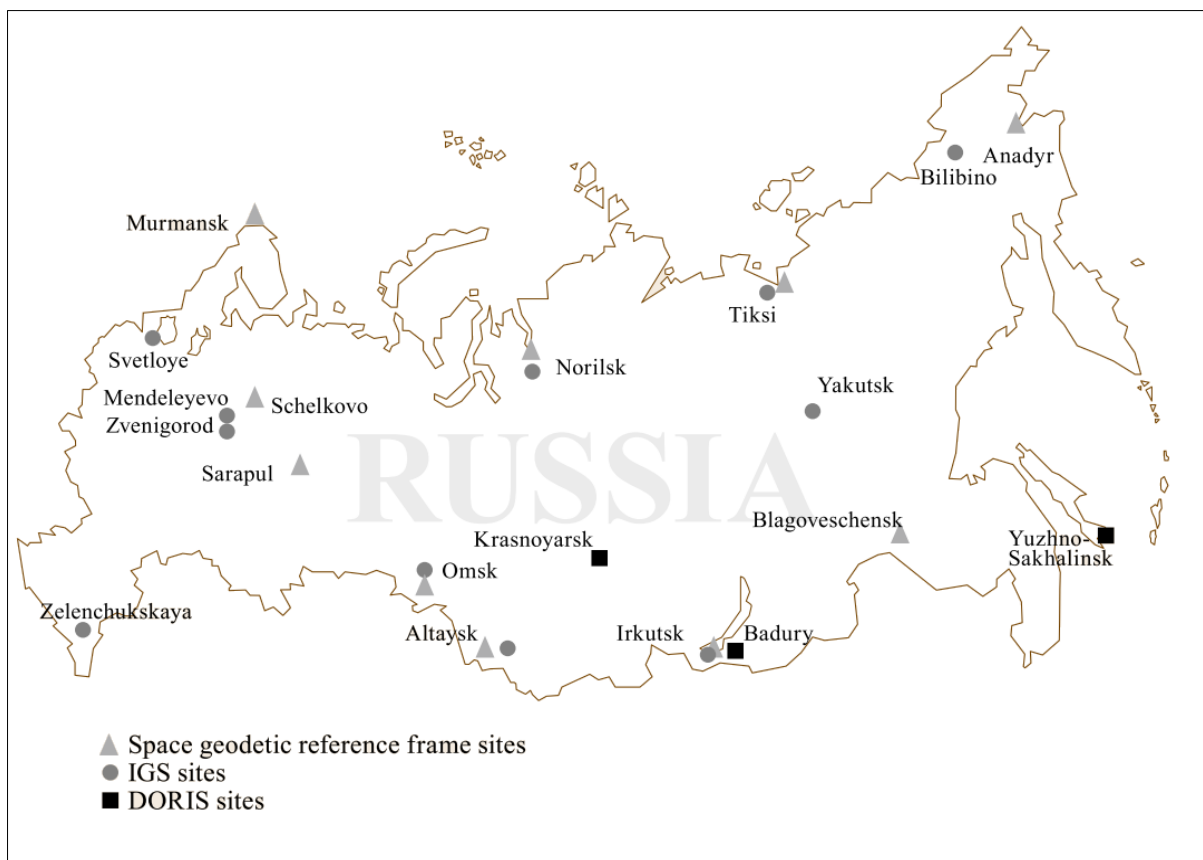 Anadyr
Bilibino
Murmansk
Tiksi
Svetloye
Norilsk
Yakutsk
Mendeleyevo
Schelkovo
Zvenigorod
Sarapul
RUSSIA
Blagoveschensk
Krasnoyarsk
Yuzhno-
Sakhalinsk
Omsk
Zelenchukskaya
Altaysk
Irkutsk
Badury
Space geodetic reference frame sites
IGS sites
DORIS sites